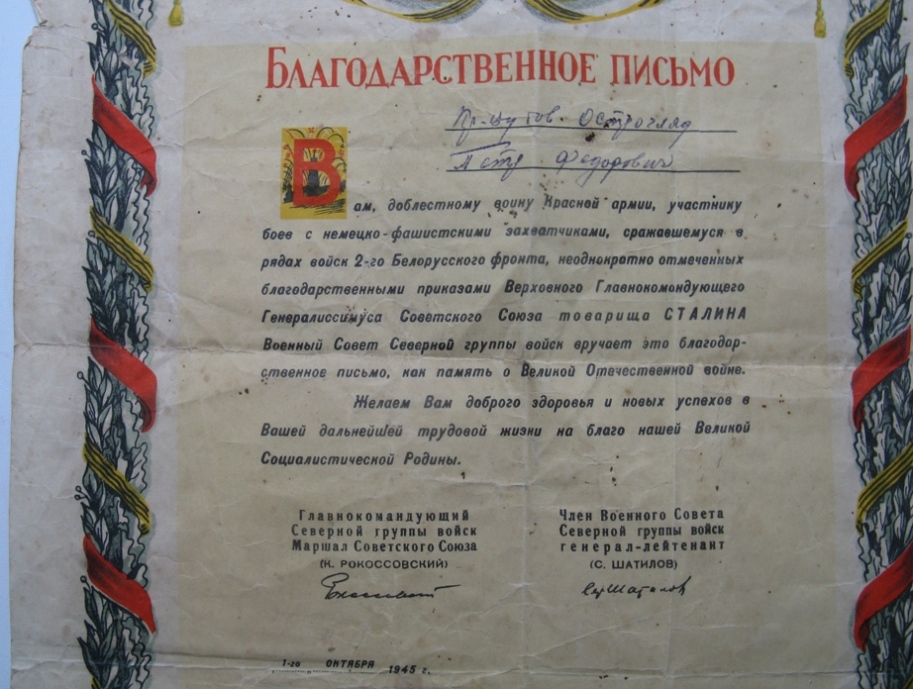 БЛАГОДАРСТВЕННОЕ ПИСЬМО
тов. Острогляд
Петр Федорович
Вам, доблестному воину Красной армии, участнику
боев с немецко-фашистскими захватчиками, сражавшемуся в
рядах войск 2-го Белорусского фронта, неоднократно отмеченных
благодарственными приказами Верховного Главнокомандующего
Генералиссимуса Советского Союза товарища СТАЛИНА
Военный Совет Северной группы войск вручает это благодар-
ственное письмо, как память о Великой Отечественной войне.
Желаем Вам доброго здоровья и новых успехов в
Вашей дальнейшей трудовой жизни на благо нашей Великой
Социалистической Родины.
Главнокомандующий
Северной группы войск
Маршал Советского Союза
(К. РОКОССОВСКИЙ)
Член Военного Совета
Северной группы войск
генерал-лейтенант
(С. ШАТИЛОВ)
1-го ОКТЯБРЯ 1945 г.